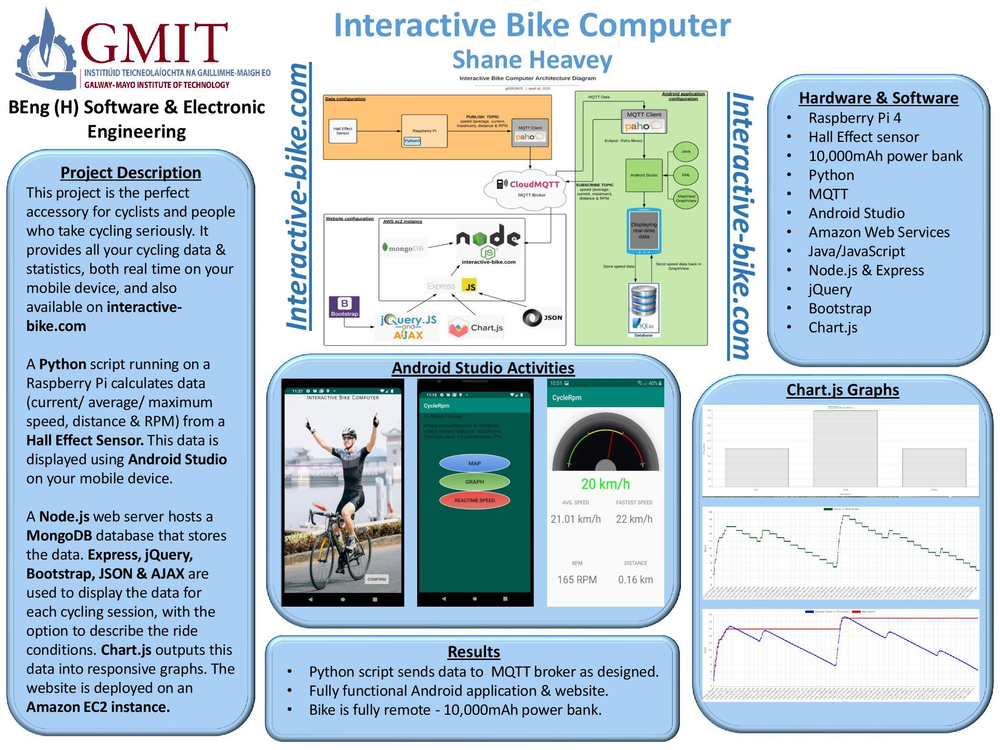 GMIT
INSTITIÚID TEICNEOLAÍOCHTA NA GAILLIMHE-MAIGH EO
GALWAY-MAYO INSTITUTE OF TECHNOLOGY
BEng (H) Software & Electronic
Engineering
Interactive Bike Computer
Shane Heavey
Project Description
This project is the perfect
accessory for cyclists and people
who take cycling seriously. It
provides all your cycling data &
statistics, both real time on your
mobile device, and also
available on interactive-
bike.com
A Python script running on a
Raspberry Pi calculates data
(current/ average/ maximum
speed, distance & RPM) from a
Hall Effect Sensor. This data is
displayed using Android Studio
on your mobile device.
A Node.js web server hosts a
MongoDB database that stores
the data. Express, jQuery,
Bootstrap, JSON & AJAX are
used to display the data for
each cycling session, with the
option to describe the ride
conditions. Chart.js outputs this
data into responsive graphs. The
website is deployed on an
Amazon EC2 instance.
Interactive-bike.com
Interactive Bike Computer Architecture Diagram
g00325970 | April 16, 2020
Data configuration
Hall Effect
Sensor
Raspberry Pi
Python3
PUBLISH TOPIC
speed (average, current,
maximum), distance & RPM.
MQTT Client
paho
CloudMQTT
MQTT Broker
Website configuration
AWS ec2 instance
mongoDB
node
JS
interactive-bike.com
Express
JS
B
Bootstrap
jQuery.JS
and
AJAX
Chart.js
JSON
Android application
configuration
MQTT Data
MQTT Client
paho
Eclipse- Paho library
Java
XML
MapView/
GraphView
Android Studio
SUBSCRIBE TOPIC
speed (average,
current, maximum),
distance & RPM.
Displaying
real-time
data
Store speed data
Send speed data back in
GraphView
SQLite
Database
Interactive-bike.com
Hardware & Software
• Raspberry Pi 4
• Hall Effect sensor
• 10,000mAh power bank
• Python
• MQTT
• Android Studio
• Amazon Web Services
• Java/JavaScript
• Node.js & Express
• jQuery
• Bootstrap
• Chart.js
Android Studio Activities
11:27
INTERACTIVE BIKE COMPUTER
Name
Wheel circumference
CONFIRM
11:15
CycleRpm
Hi Shane Heavey
Wheel circumference is 1024mm,
which means radius is 163.06mm.
Formula used: Circumference/2*π
MAP
GRAPH
REALTIME SPEED
10:51
40%
CycleRpm
20 km/h
AVG. SPEED
FASTEST SPEED
21.01 km/h
22 km/h
RPM
DISTANCE
165 RPM
0.16 km
Results
• Python script sends data to MQTT broker as designed.
• Fully functional Android application & website.
• Bike is fully remote - 10,000mAh power bank.
Chart.js Graphs
Ride Conditions
Speed vs Time Graph
Average Speed vs Time Series
Max Speed